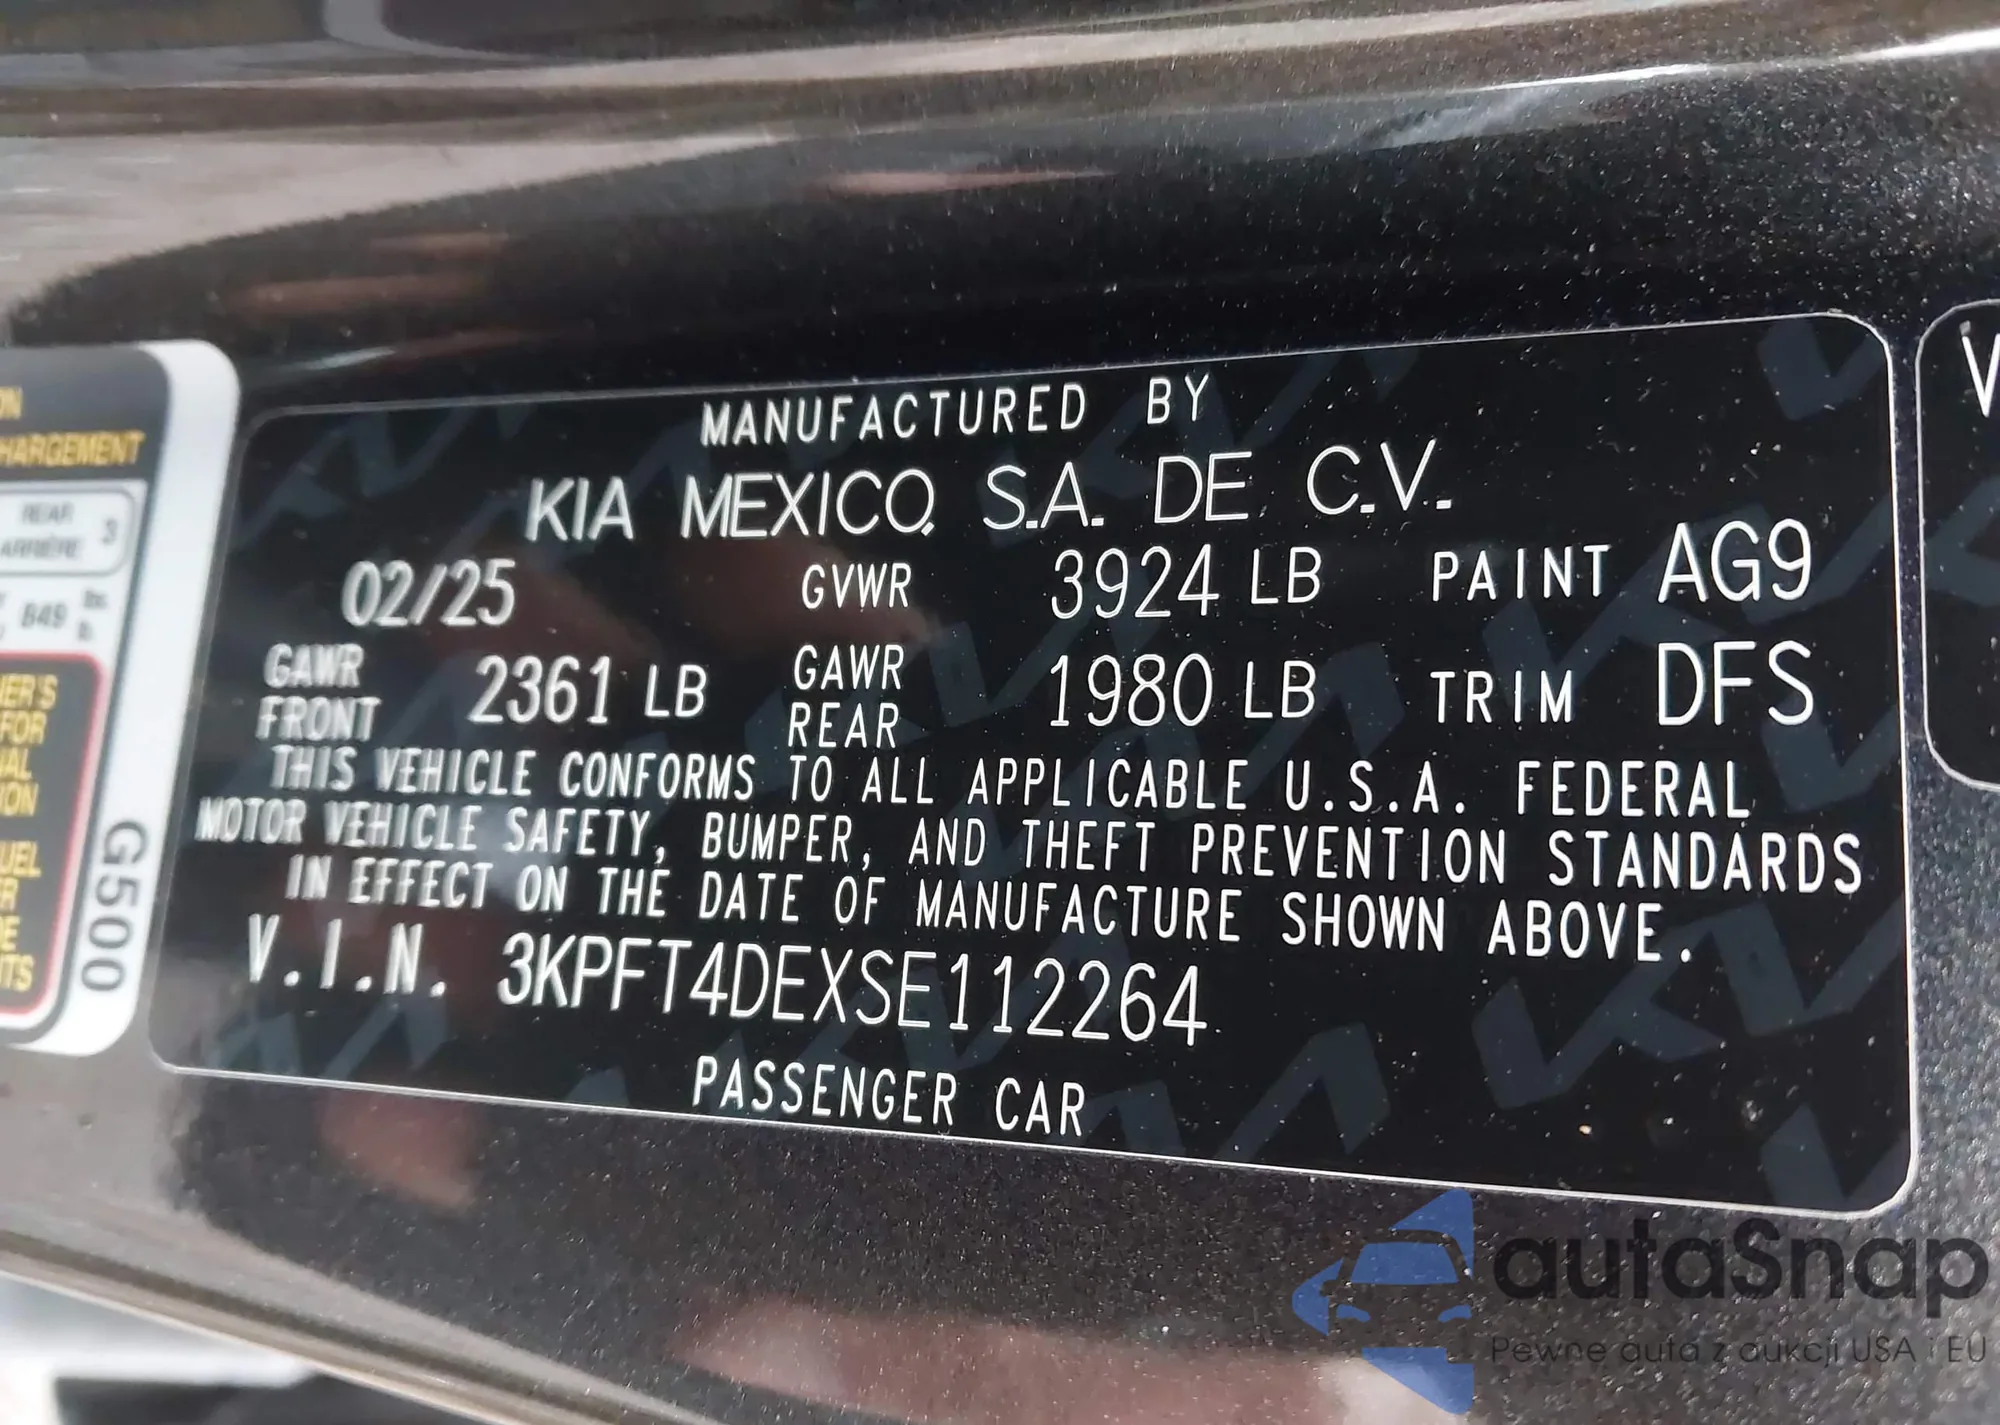 MANUFACTURED BY
KIA MEXICO, S.A. DE C.V.
02/25 GVWR 3924 LB PAINT AG9
GAWR FRONT 2361 LB GAWR REAR 1980 LB TRIM DFS
THIS VEHICLE CONFORMS TO ALL APPLICABLE U.S.A. FEDERAL
MOTOR VEHICLE SAFETY, BUMPER, AND THEFT PREVENTION STANDARDS
IN EFFECT ON THE DATE OF MANUFACTURE SHOWN ABOVE.
V.I.N. 3KPFT4DEXSE112264
PASSENGER CAR
REAR
ARRIÈRE 3
849 lbs.
G500
autaSnap
Pewne auta z aukcji USA i EU